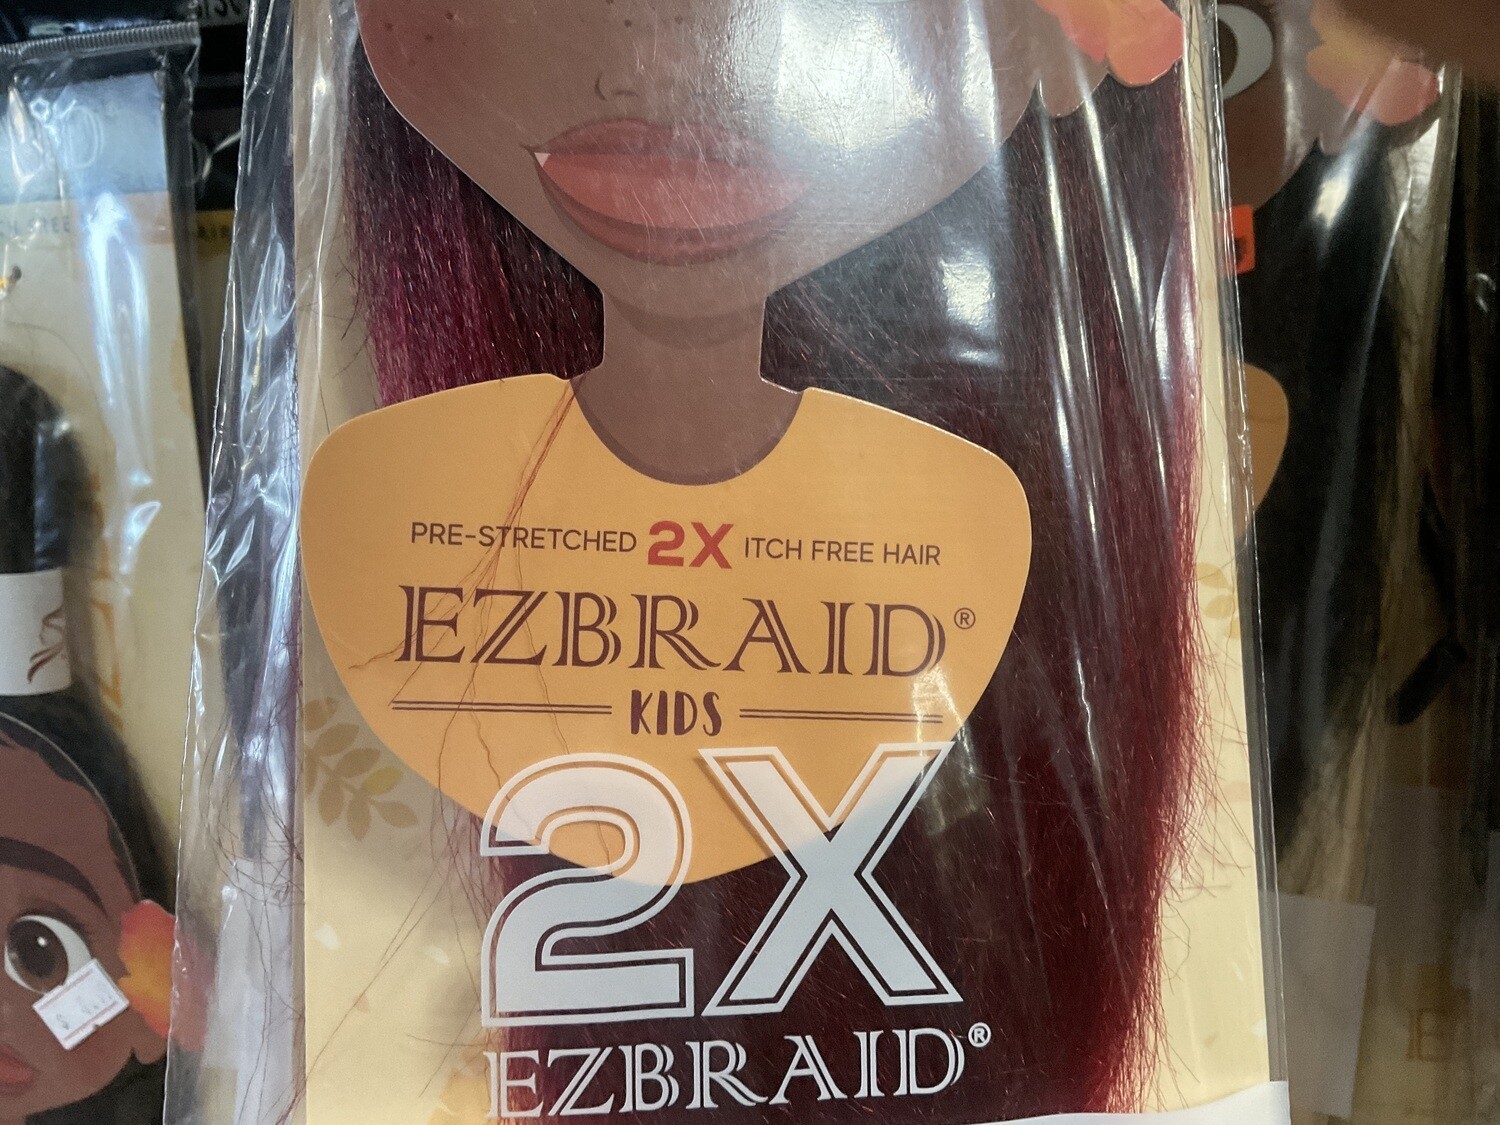 PRE-STRETCHED 2X ITCH FREE HAIR
EZBRAID®
KIDS
2X
EZBRAID®